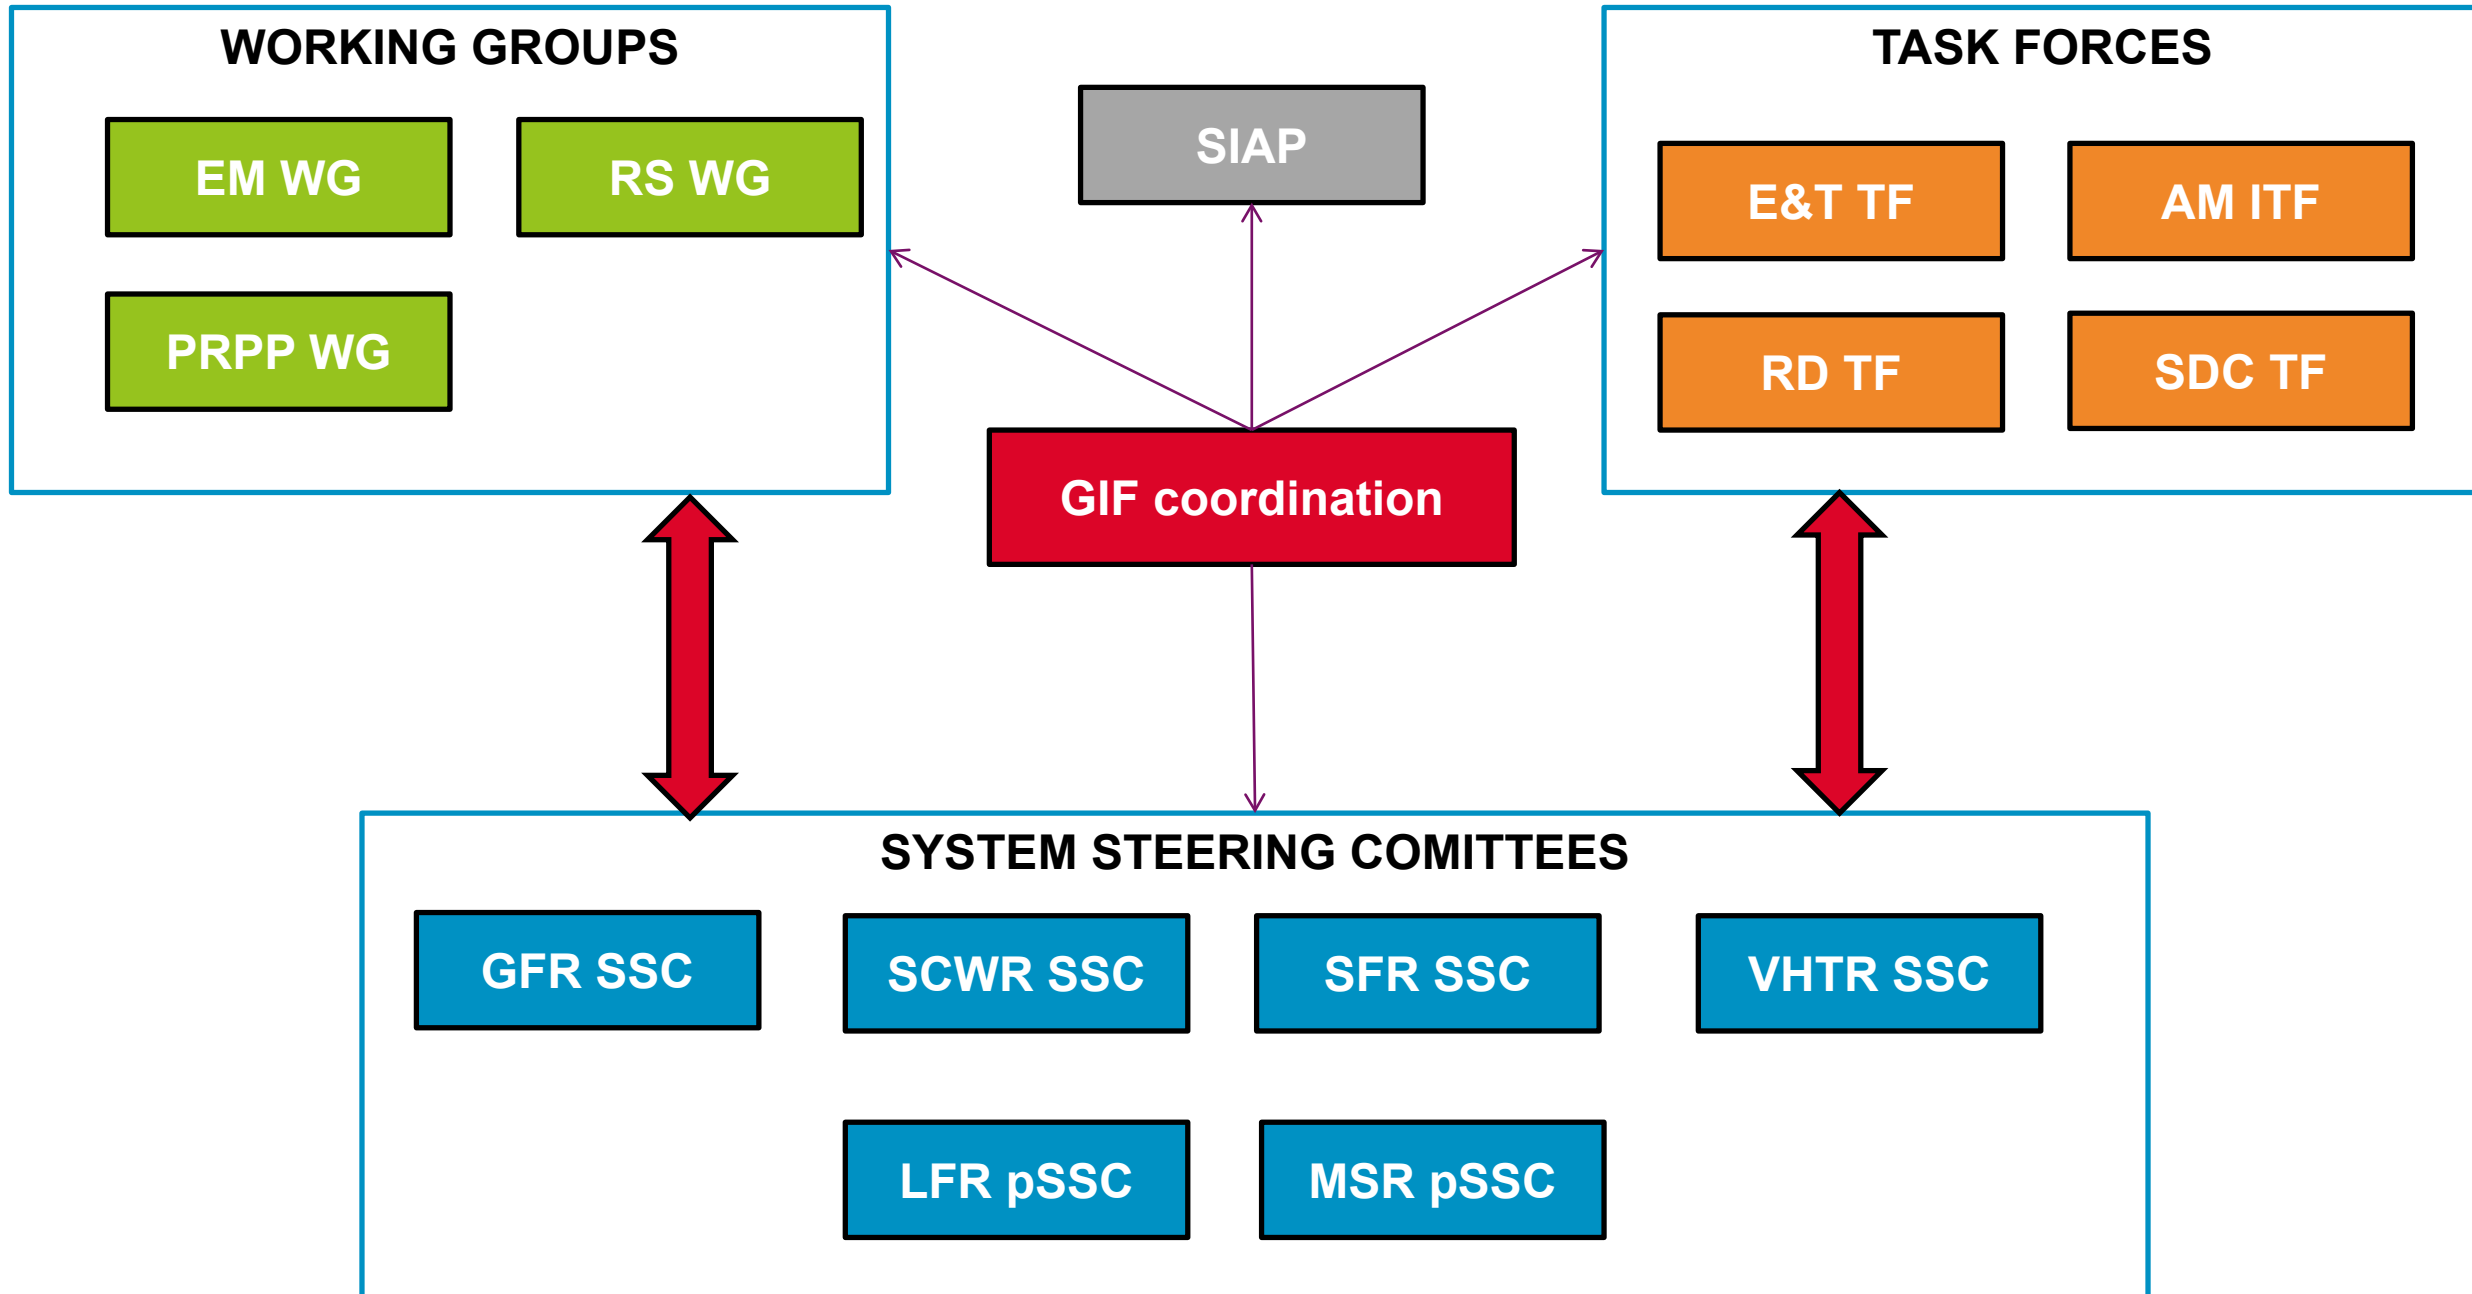 WORKING GROUPS
EM WG
RS WG
PRPP WG
SIAP
TASK FORCES
E&T TF
AM ITF
RD TF
SDC TF
GIF coordination
SYSTEM STEERING COMITTEES
GFR SSC
SCWR SSC
SFR SSC
VHTR SSC
LFR pSSC
MSR pSSC